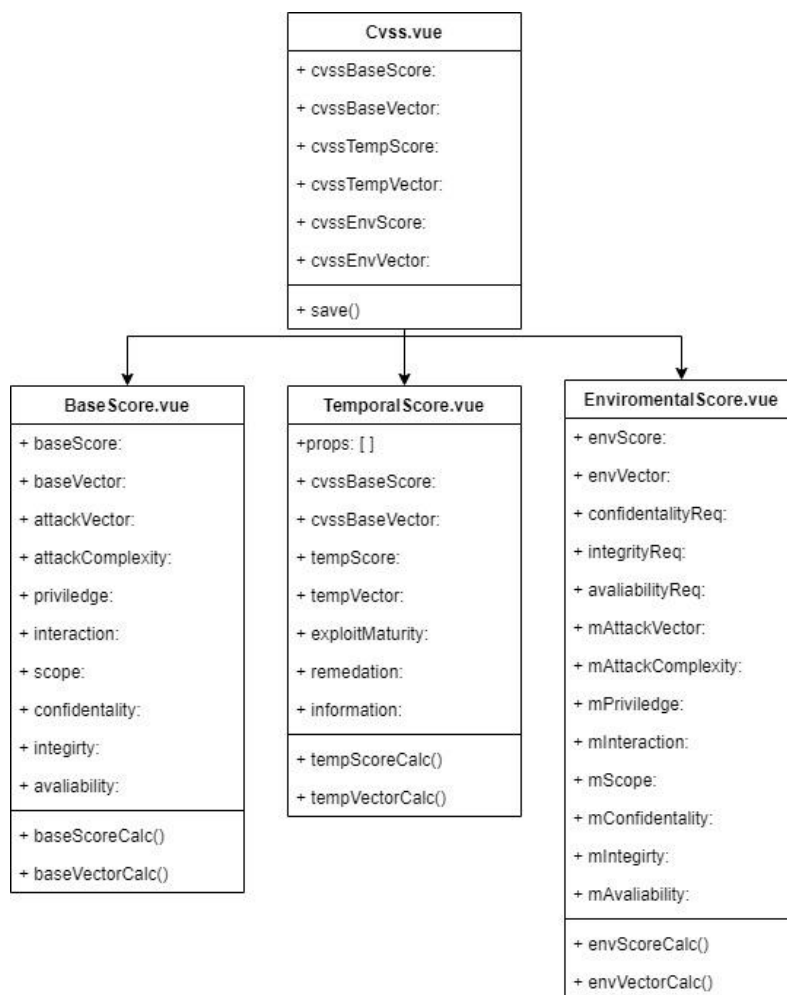 Cvss.vue
+ cvssBaseScore:
+ cvssBaseVector:
+ cvssTempScore:
+ cvssTempVector:
+ cvssEnvScore:
+ cvssEnvVector:
+ save()
BaseScore.vue
+ baseScore:
+ baseVector:
+ attackVector:
+ attackComplexity:
+ priviledge:
+ interaction:
+ scope:
+ confidentality:
+ integirty:
+ avaliability:
+ baseScoreCalc()
+ baseVectorCalc()
TemporalScore.vue
+props: [ ]
+ cvssBaseScore:
+ cvssBaseVector:
+ tempScore:
+ tempVector:
+ exploitMaturity:
+ remedation:
+ information:
+ tempScoreCalc()
+ tempVectorCalc()
EnviromentalScore.vue
+ envScore:
+ envVector:
+ confidentalityReq:
+ integrityReq:
+ avaliabilityReq:
+ mAttackVector:
+ mAttackComplexity:
+ mPriviledge:
+ mInteraction:
+ mScope:
+ mConfidentality:
+ mIntegirty:
+ mAvaliability:
+ envScoreCalc()
+ envVectorCalc()